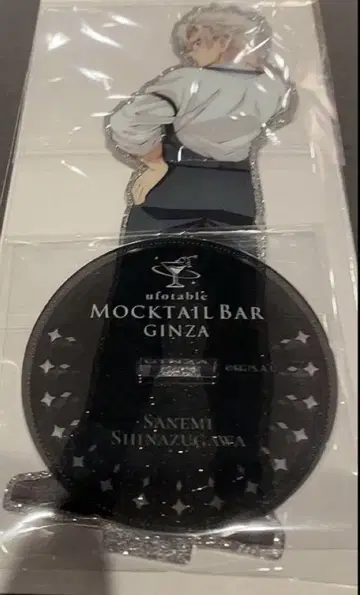 ufotable
MOCKTAIL BAR
GINZA
SANEMI
SHINAZUGAWA